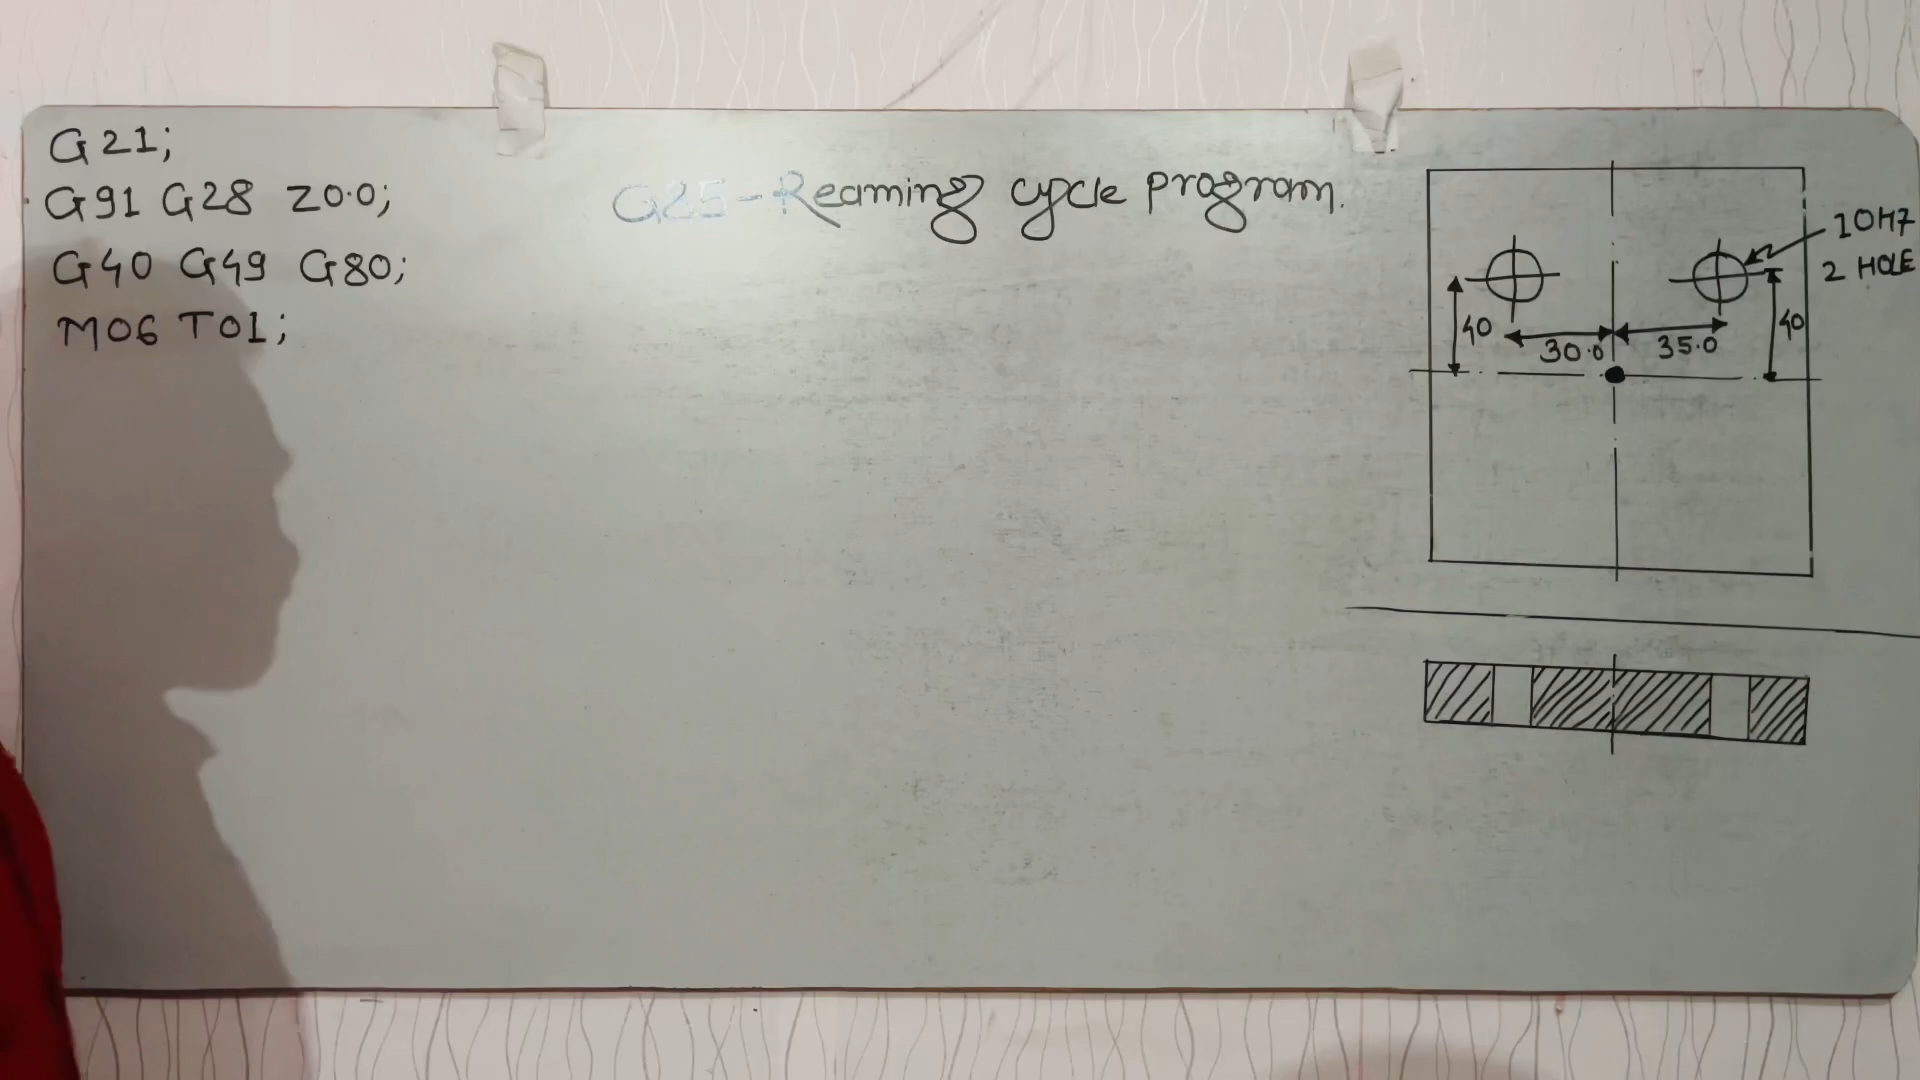 G21;
G91 G28 Z0.0;
G40 G49 G80;
M06 T01;
G85-Reaming cycle program.
10H7
2 HOLE
40
30.0
35.0
40